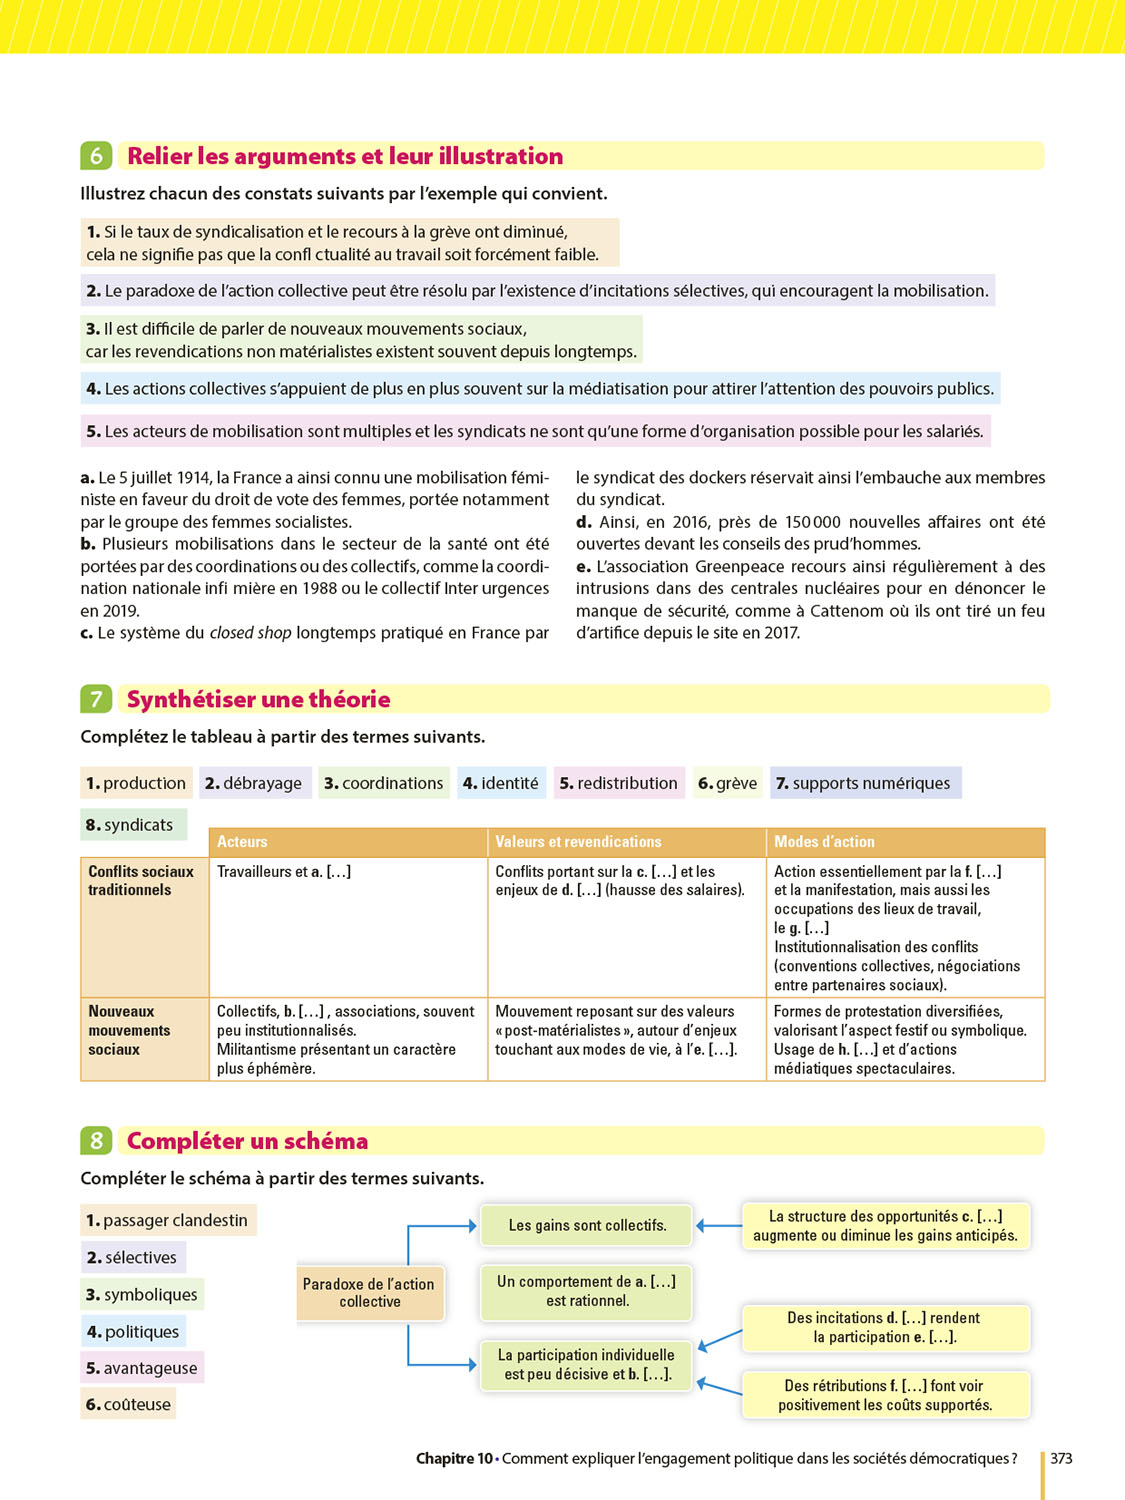 6 Relier les arguments et leur illustration
Illustrez chacun des constats suivants par l’exemple qui convient.
1. Si le taux de syndicalisation et le recours à la grève ont diminué,
cela ne signifie pas que la confl ctualité au travail soit forcément faible.
2. Le paradoxe de l’action collective peut être résolu par l’existence d’incitations sélectives, qui encouragent la mobilisation.
3. Il est difficile de parler de nouveaux mouvements sociaux,
car les revendications non matérialistes existent souvent depuis longtemps.
4. Les actions collectives s’appuient de plus en plus souvent sur la médiatisation pour attirer l’attention des pouvoirs publics.
5. Les acteurs de mobilisation sont multiples et les syndicats ne sont qu’une forme d’organisation possible pour les salariés.
a. Le 5 juillet 1914, la France a ainsi connu une mobilisation fémi-
niste en faveur du droit de vote des femmes, portée notamment
par le groupe des femmes socialistes.
b. Plusieurs mobilisations dans le secteur de la santé ont été
portées par des coordinations ou des collectifs, comme la coordi-
nation nationale infi mière en 1988 ou le collectif Inter urgences
en 2019.
c. Le système du closed shop longtemps pratiqué en France par
le syndicat des dockers réservait ainsi l’embauche aux membres
du syndicat.
d. Ainsi, en 2016, près de 150 000 nouvelles affaires ont été
ouvertes devant les conseils des prud’hommes.
e. L’association Greenpeace recours ainsi régulièrement à des
intrusions dans des centrales nucléaires pour en dénoncer le
manque de sécurité, comme à Cattenom où ils ont tiré un feu
d’artifice depuis le site en 2017.
7 Synthétiser une théorie
Complétez le tableau à partir des termes suivants.
1. production 2. débrayage 3. coordinations 4. identité 5. redistribution 6. grève 7. supports numériques
8. syndicats
Acteurs Valeurs et revendications Modes d’action
Conflits sociaux
traditionnels
Travailleurs et a. […]
Conflits portant sur la c. […] et les
enjeux de d. […] (hausse des salaires).
Action essentiellement par la f. […]
et la manifestation, mais aussi les
occupations des lieux de travail,
le g. […]
Institutionnalisation des conflits
(conventions collectives, négociations
entre partenaires sociaux).
Nouveaux
mouvements
sociaux
Collectifs, b. […] , associations, souvent
peu institutionnalisés.
Militantisme présentant un caractère
plus éphémère.
Mouvement reposant sur des valeurs
« post-matérialistes », autour d’enjeux
touchant aux modes de vie, à l’e. […].
Formes de protestation diversifiées,
valorisant l’aspect festif ou symbolique.
Usage de h. […] et d’actions
médiatiques spectaculaires.
8 Compléter un schéma
Compléter le schéma à partir des termes suivants.
1. passager clandestin
2. sélectives
3. symboliques
4. politiques
5. avantageuse
6. coûteuse
Paradoxe de l’action
collective
Les gains sont collectifs.
Un comportement de a. […]
est rationnel.
La participation individuelle
est peu décisive et b. […].
La structure des opportunités c. […]
augmente ou diminue les gains anticipés.
Des incitations d. […] rendent
la participation e. […].
Des rétributions f. […] font voir
positivement les coûts supportés.
Chapitre 10 • Comment expliquer l’engagement politique dans les sociétés démocratiques ? 373